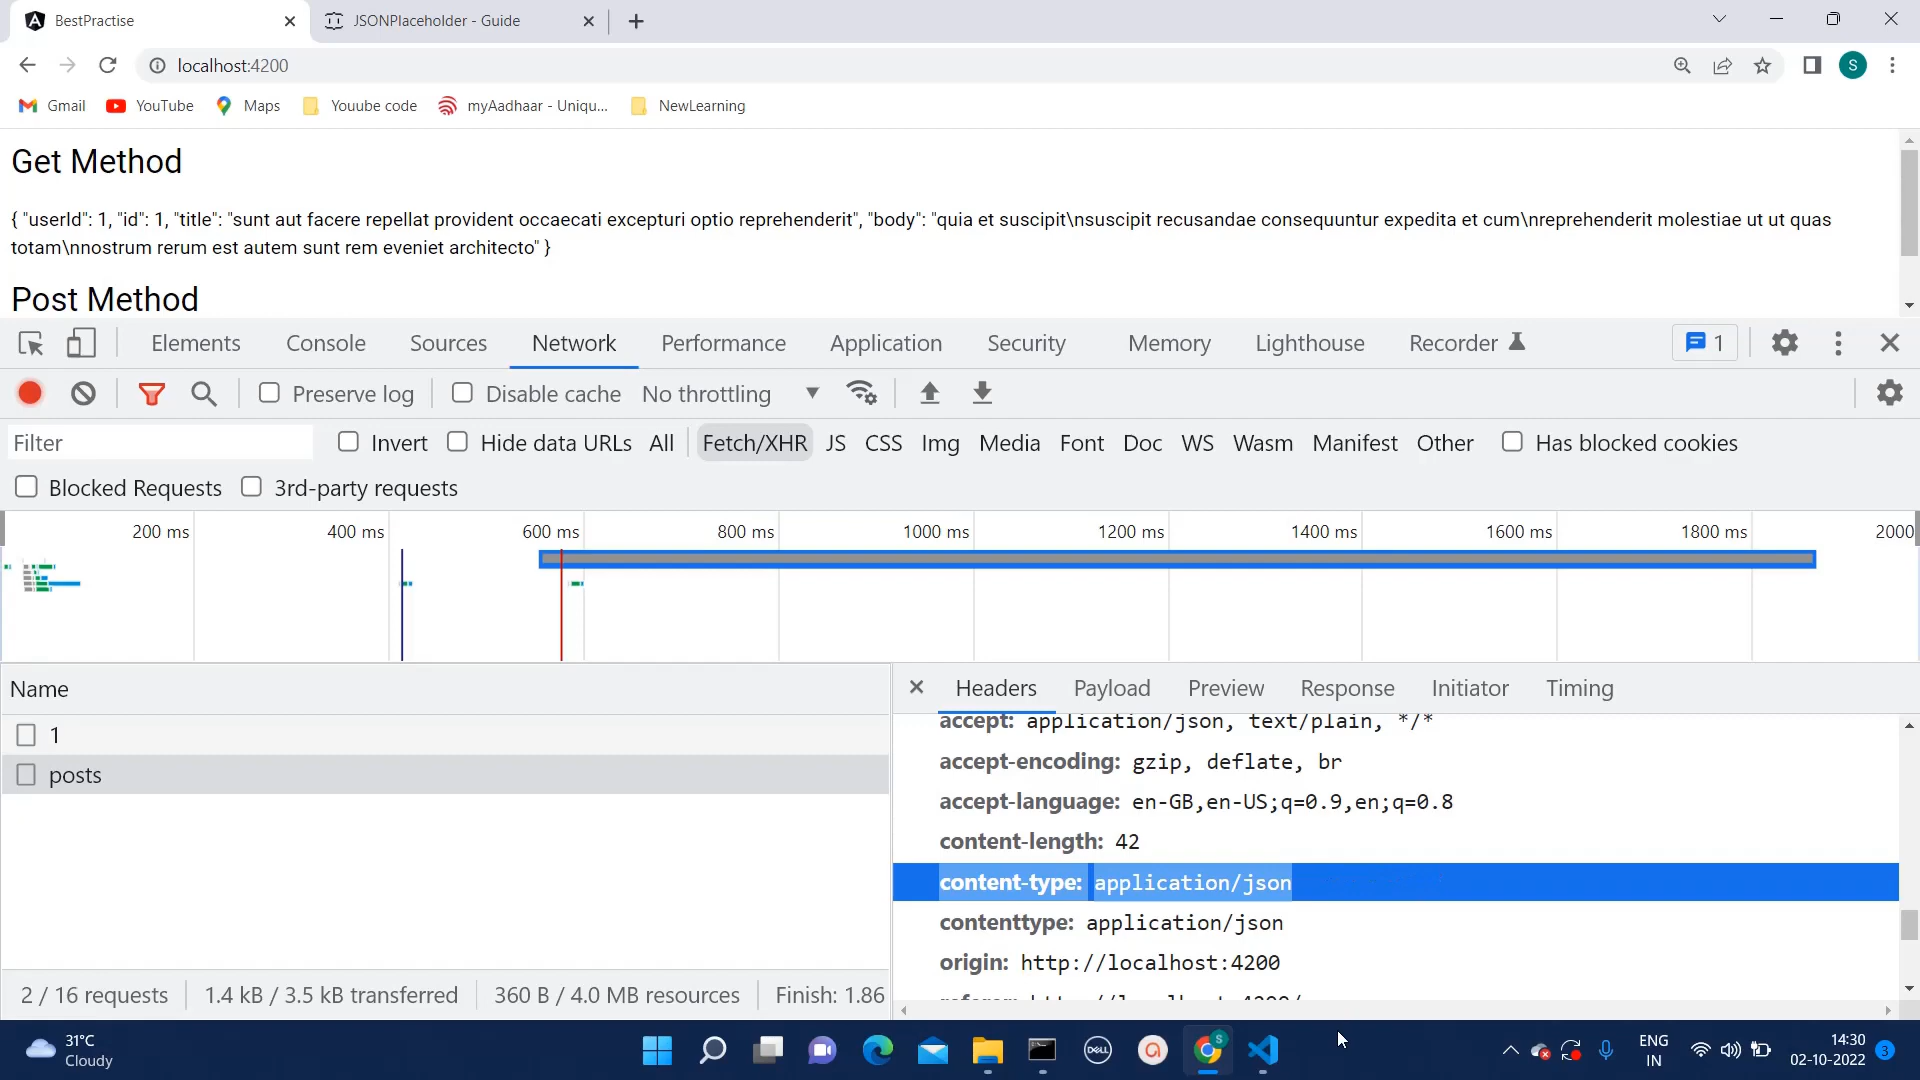 BestPractise
JSONPlaceholder - Guide
localhost:4200
S
Gmail YouTube Maps Youube code myAadhaar - Uniqu... NewLearning
Get Method
{ "userId": 1, "id": 1, "title": "sunt aut facere repellat provident occaecati excepturi optio reprehenderit", "body": "quia et suscipit\nsuscipit recusandae consequuntur expedita et cum\nreprehenderit molestiae ut ut quas
totam\nnostrum rerum est autem sunt rem eveniet architecto" }
Post Method
Elements Console Sources Network Performance Application Security Memory Lighthouse Recorder 1
Preserve log Disable cache No throttling
Filter Invert Hide data URLs All Fetch/XHR JS CSS Img Media Font Doc WS Wasm Manifest Other Has blocked cookies
Blocked Requests 3rd-party requests
200 ms 400 ms 600 ms 800 ms 1000 ms 1200 ms 1400 ms 1600 ms 1800 ms 2000
Name
1
posts
2 / 16 requests 1.4 kB / 3.5 kB transferred 360 B / 4.0 MB resources Finish: 1.86
Headers Payload Preview Response Initiator Timing
accept: application/json, text/plain, */*
accept-encoding: gzip, deflate, br
accept-language: en-GB,en-US;q=0.9,en;q=0.8
content-length: 42
content-type: application/json
contenttype: application/json
origin: http://localhost:4200
31°C
Cloudy
DELL
S
ENG
IN
14:30
02-10-2022
3